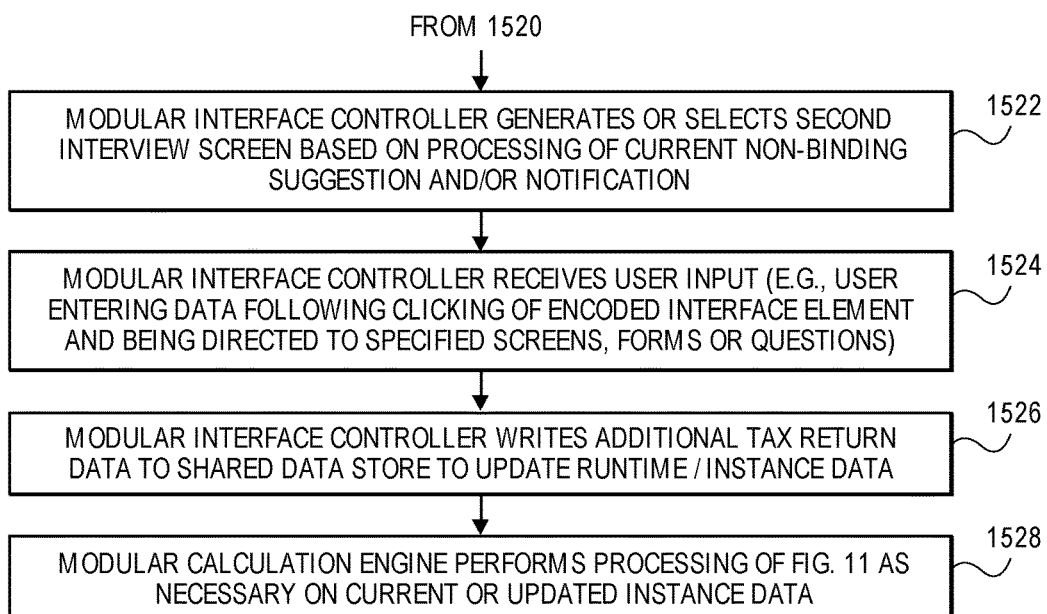 FROM 1520
MODULAR INTERFACE CONTROLLER GENERATES OR SELECTS SECOND
INTERVIEW SCREEN BASED ON PROCESSING OF CURRENT NON-BINDING
SUGGESTION AND/OR NOTIFICATION
1522
MODULAR INTERFACE CONTROLLER RECEIVES USER INPUT (E.G., USER
ENTERING DATA FOLLOWING CLICKING OF ENCODED INTERFACE ELEMENT
AND BEING DIRECTED TO SPECIFIED SCREENS, FORMS OR QUESTIONS)
1524
MODULAR INTERFACE CONTROLLER WRITES ADDITIONAL TAX RETURN
DATA TO SHARED DATA STORE TO UPDATE RUNTIME / INSTANCE DATA
1526
MODULAR CALCULATION ENGINE PERFORMS PROCESSING OF FIG. 11 AS
NECESSARY ON CURRENT OR UPDATED INSTANCE DATA
1528